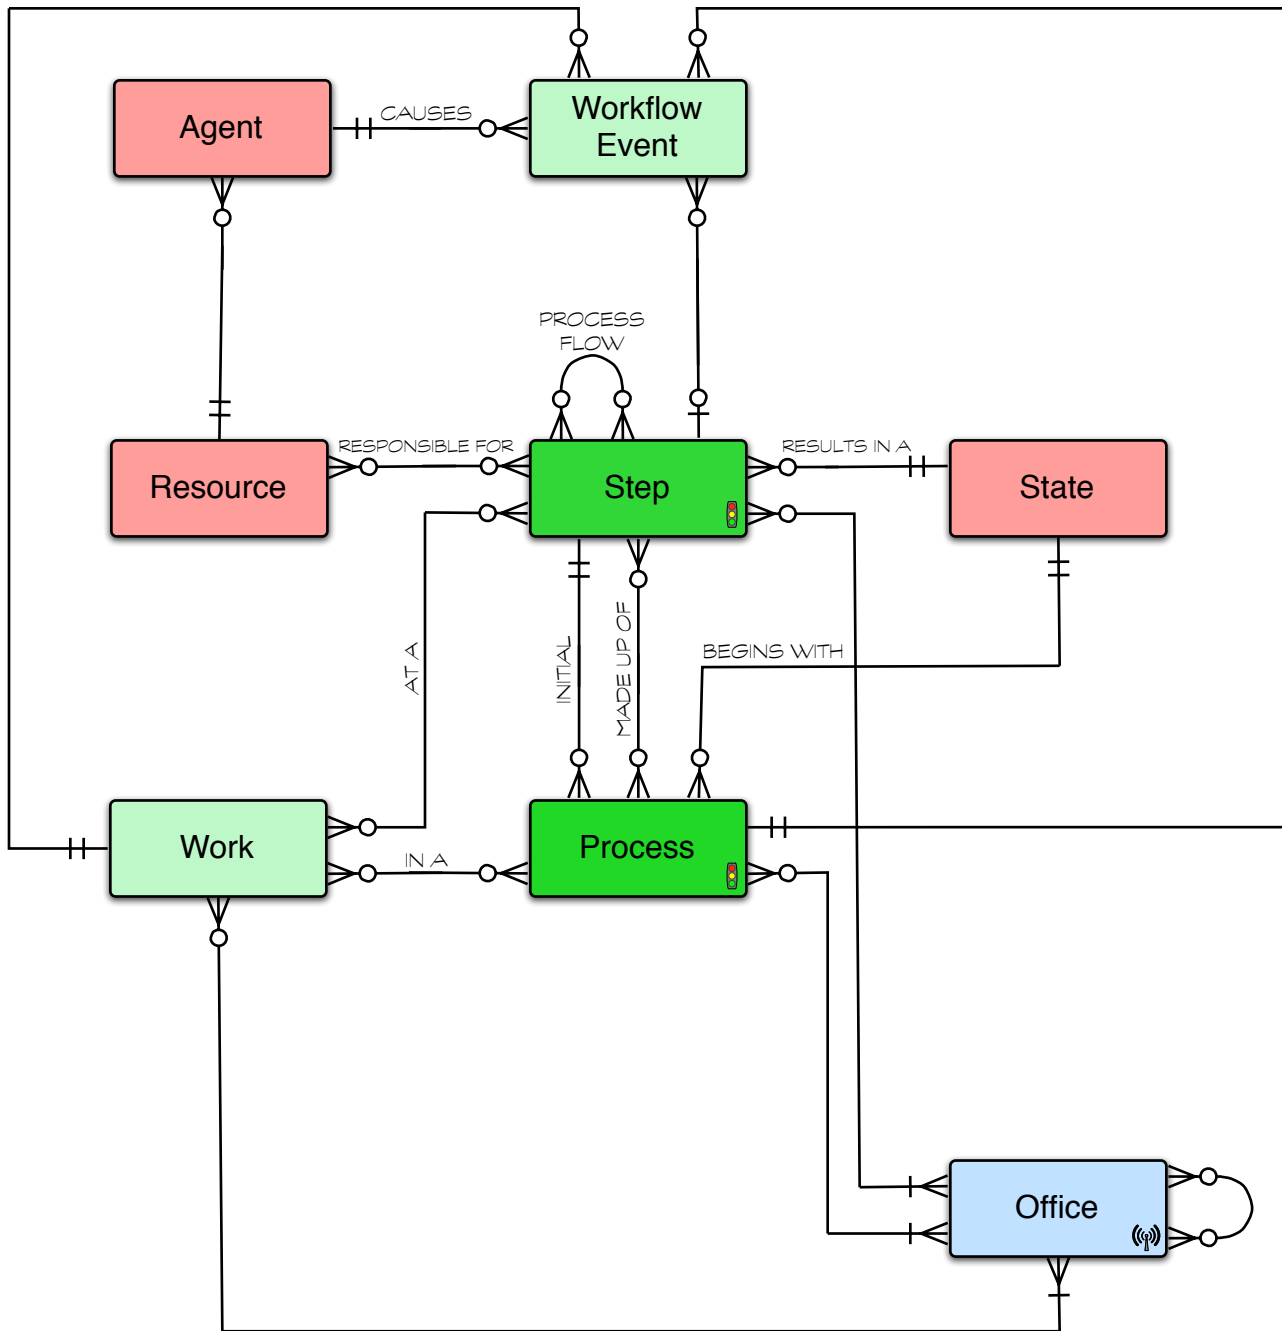 Agent
CAUSES
Workflow
Event
PROCESS
FLOW
Resource
RESPONSIBLE FOR
Step
RESULTS IN A
State
AT A
INITIAL
MADE UP OF
BEGINS WITH
Work
IN A
Process
Office